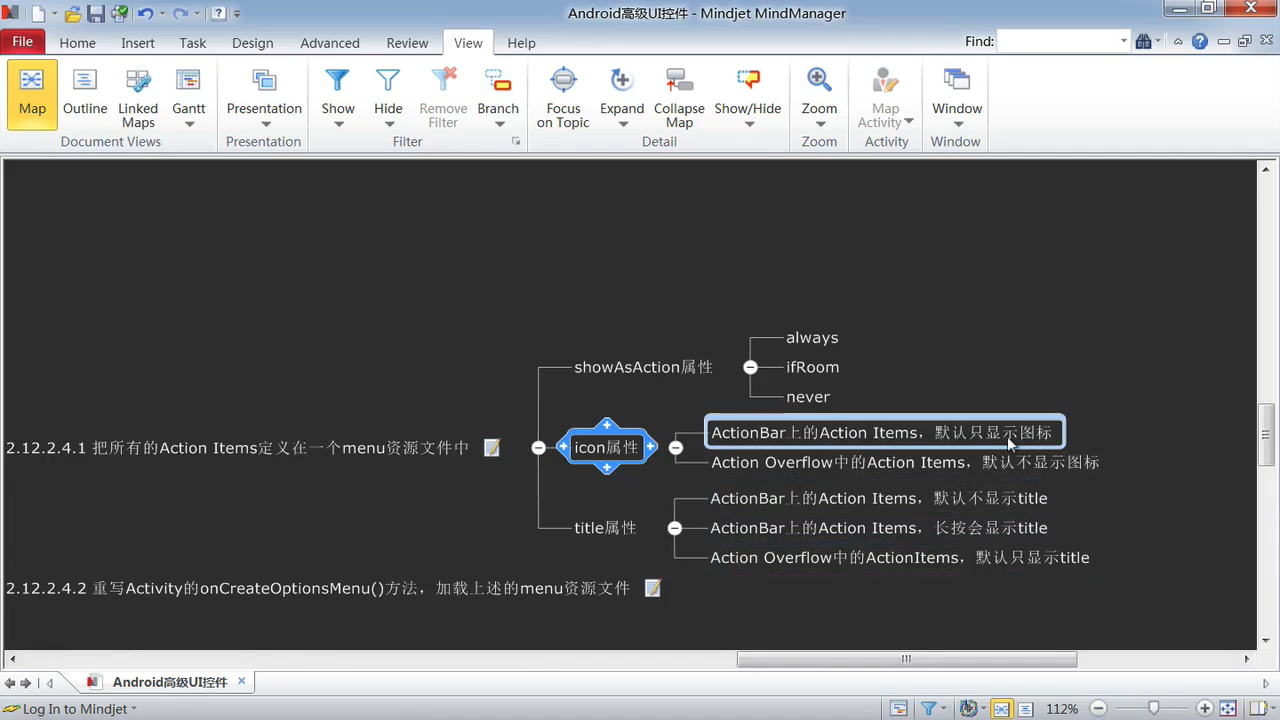 Android高级UI控件 - Mindjet MindManager
File Home Insert Task Design Advanced Review View Help Find:
Map Outline Linked Maps Gantt Presentation Show Hide Remove Filter Branch Focus on Topic Expand Collapse Map Show/Hide Zoom Map Activity Window
Document Views Presentation Filter Detail Zoom Activity Window
always
showAsAction属性
ifRoom
never
2.12.2.4.1 把所有的Action Items定义在一个menu资源文件中
icon属性
ActionBar上的Action Items，默认只显示图标
Action Overflow中的Action Items，默认不显示图标
ActionBar上的Action Items，默认不显示title
title属性
ActionBar上的Action Items，长按会显示title
Action Overflow中的ActionItems，默认只显示title
2.12.2.4.2 重写Activity的onCreateOptionsMenu()方法，加载上述的menu资源文件
Android高级UI控件
Log In to Mindjet 112%